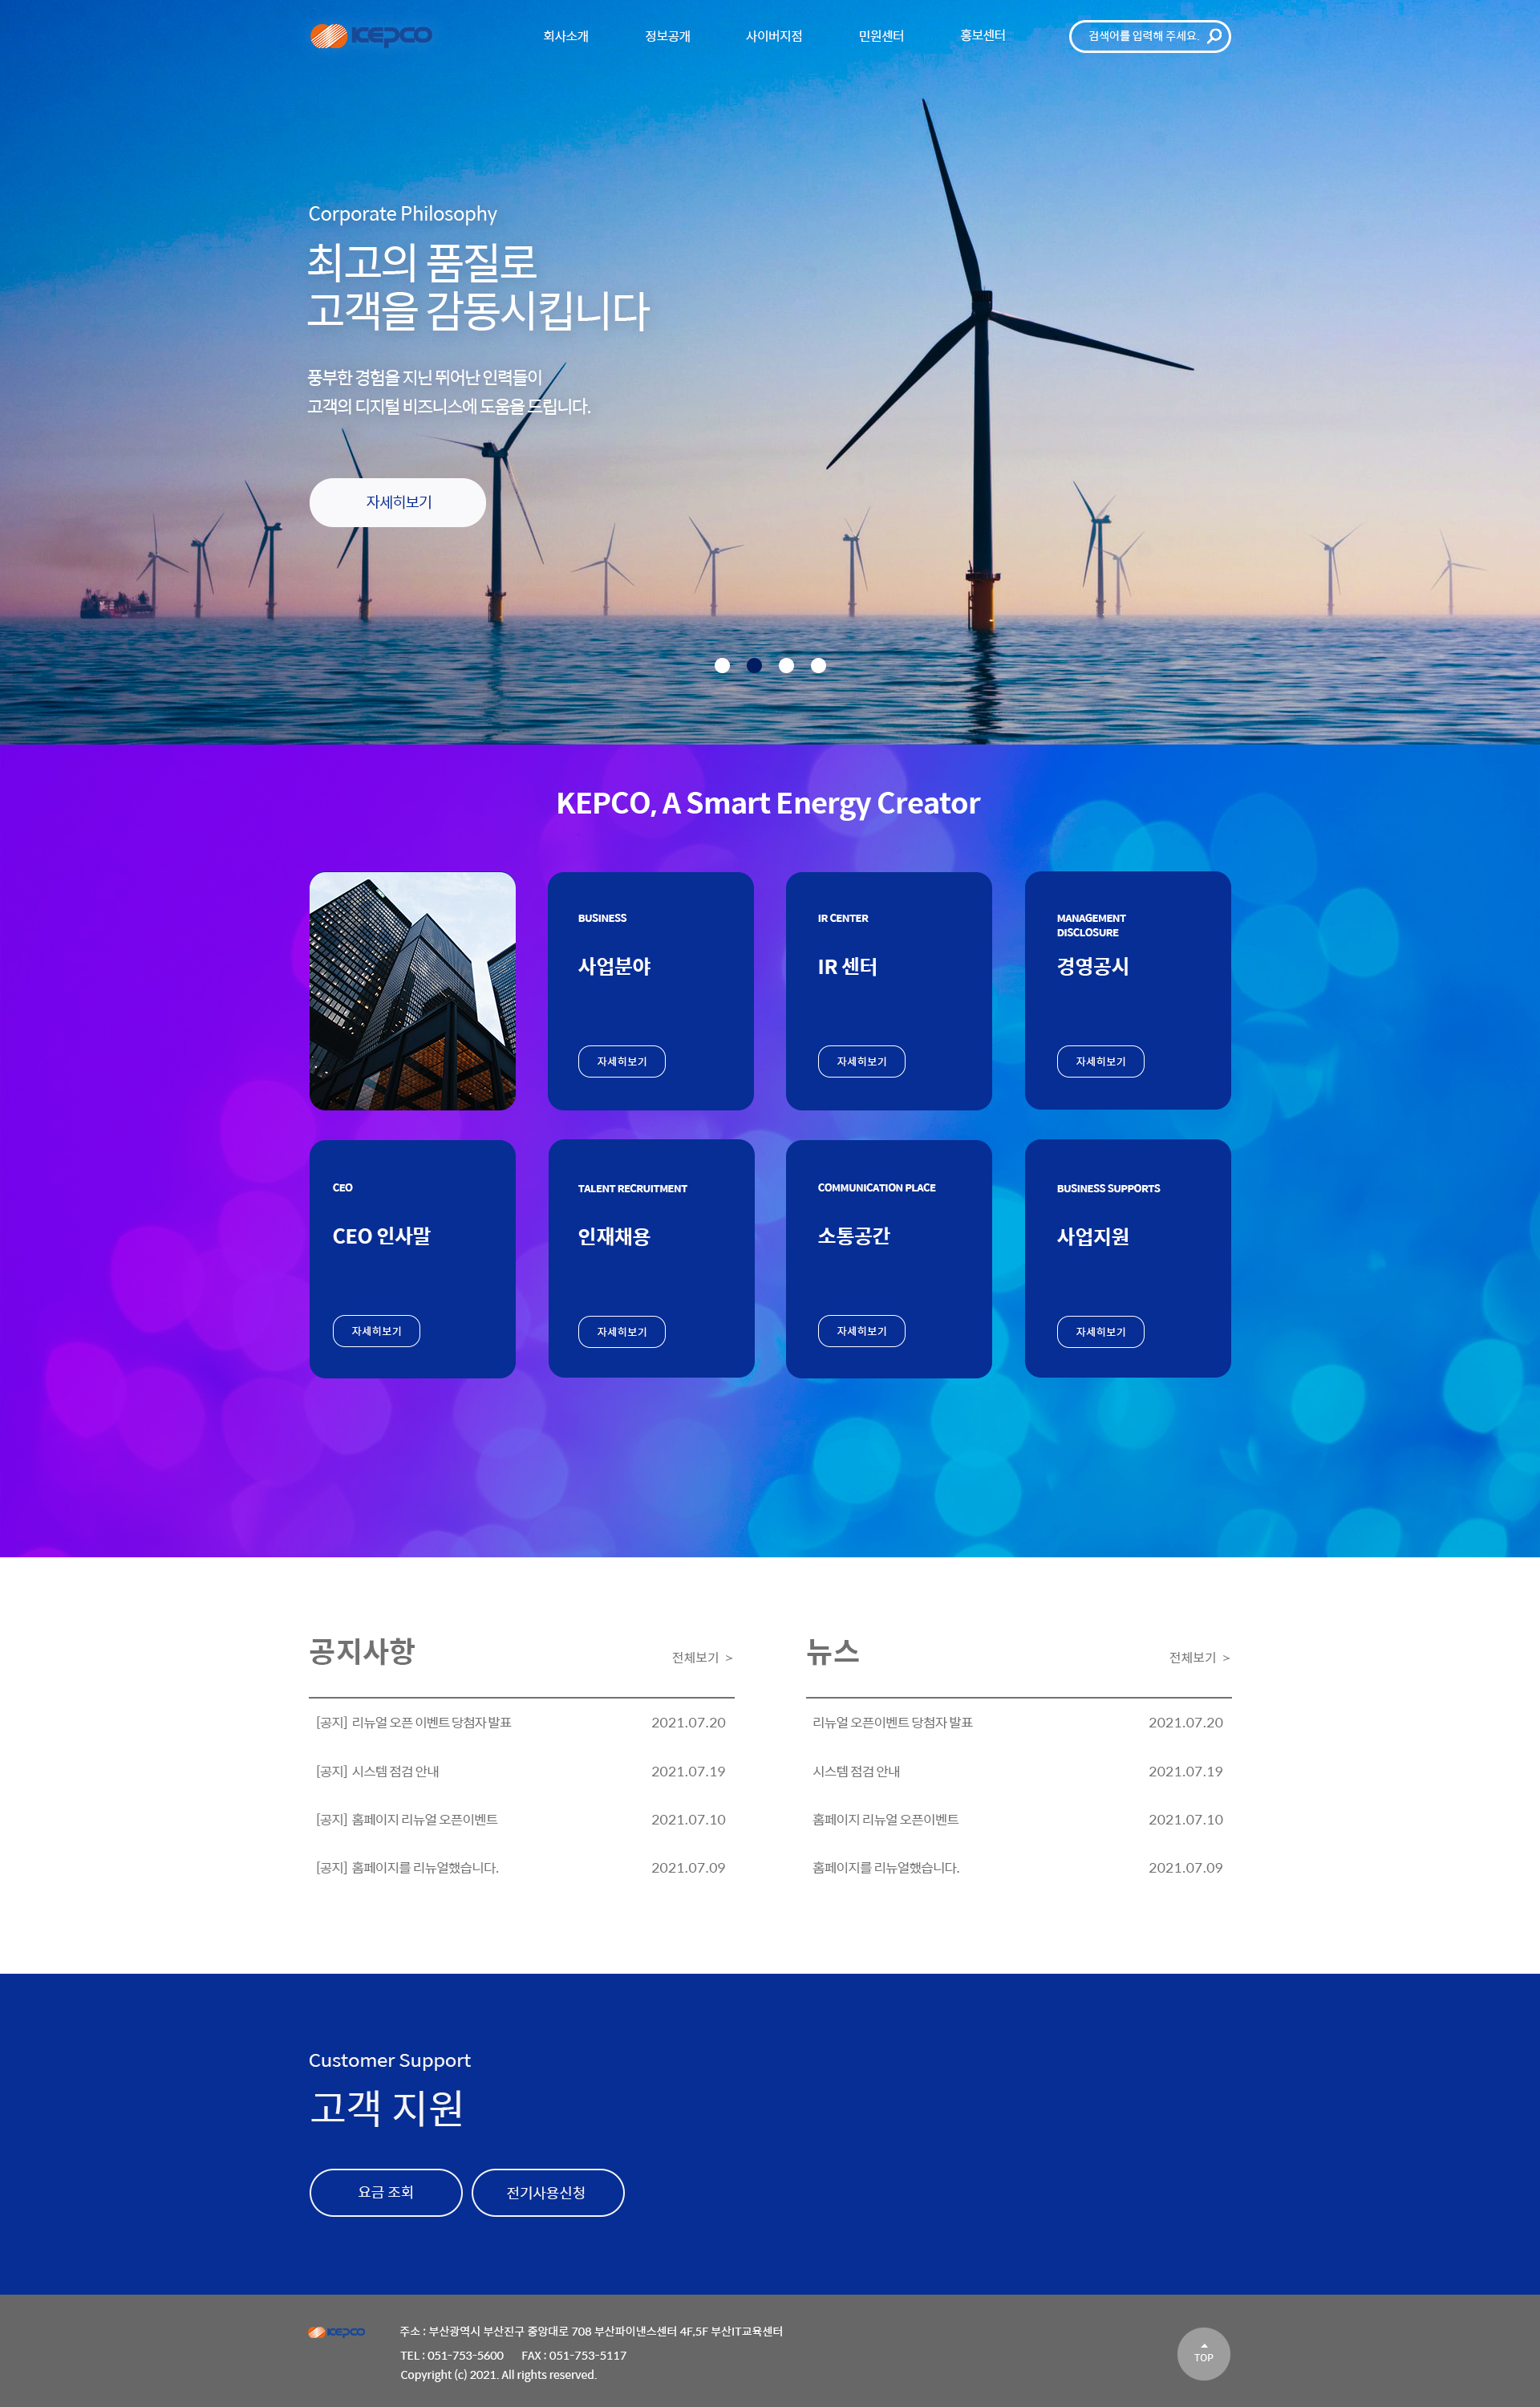 KEPCO
회사소개
정보공개
사이버지점
민원센터
홍보센터
검색어를 입력해 주세요.
Corporate Philosophy
최고의 품질로
고객을 감동시킵니다
풍부한 경험을 지닌 뛰어난 인력들이
고객의 디지털 비즈니스에 도움을 드립니다.
자세히보기
KEPCO, A Smart Energy Creator
BUSINESS
사업분야
자세히보기
IR CENTER
IR 센터
자세히보기
MANAGEMENT
DISCLOSURE
경영공시
자세히보기
CEO
CEO 인사말
자세히보기
TALENT RECRUITMENT
인재채용
자세히보기
COMMUNICATION PLACE
소통공간
자세히보기
BUSINESS SUPPORTS
사업지원
자세히보기
공지사항
전체보기 >
[공지] 리뉴얼 오픈 이벤트 당첨자 발표 2021.07.20
[공지] 시스템 점검 안내 2021.07.19
[공지] 홈페이지 리뉴얼 오픈이벤트 2021.07.10
[공지] 홈페이지를 리뉴얼했습니다. 2021.07.09
뉴스
전체보기 >
리뉴얼 오픈이벤트 당첨자 발표 2021.07.20
시스템 점검 안내 2021.07.19
홈페이지 리뉴얼 오픈이벤트 2021.07.10
홈페이지를 리뉴얼했습니다. 2021.07.09
Customer Support
고객 지원
요금 조회
전기사용신청
KEPCO
주소 : 부산광역시 부산진구 중앙대로 708 부산파이낸스센터 4F,5F 부산IT교육센터
TEL : 051-753-5600 FAX : 051-753-5117
Copyright (c) 2021. All rights reserved.
TOP